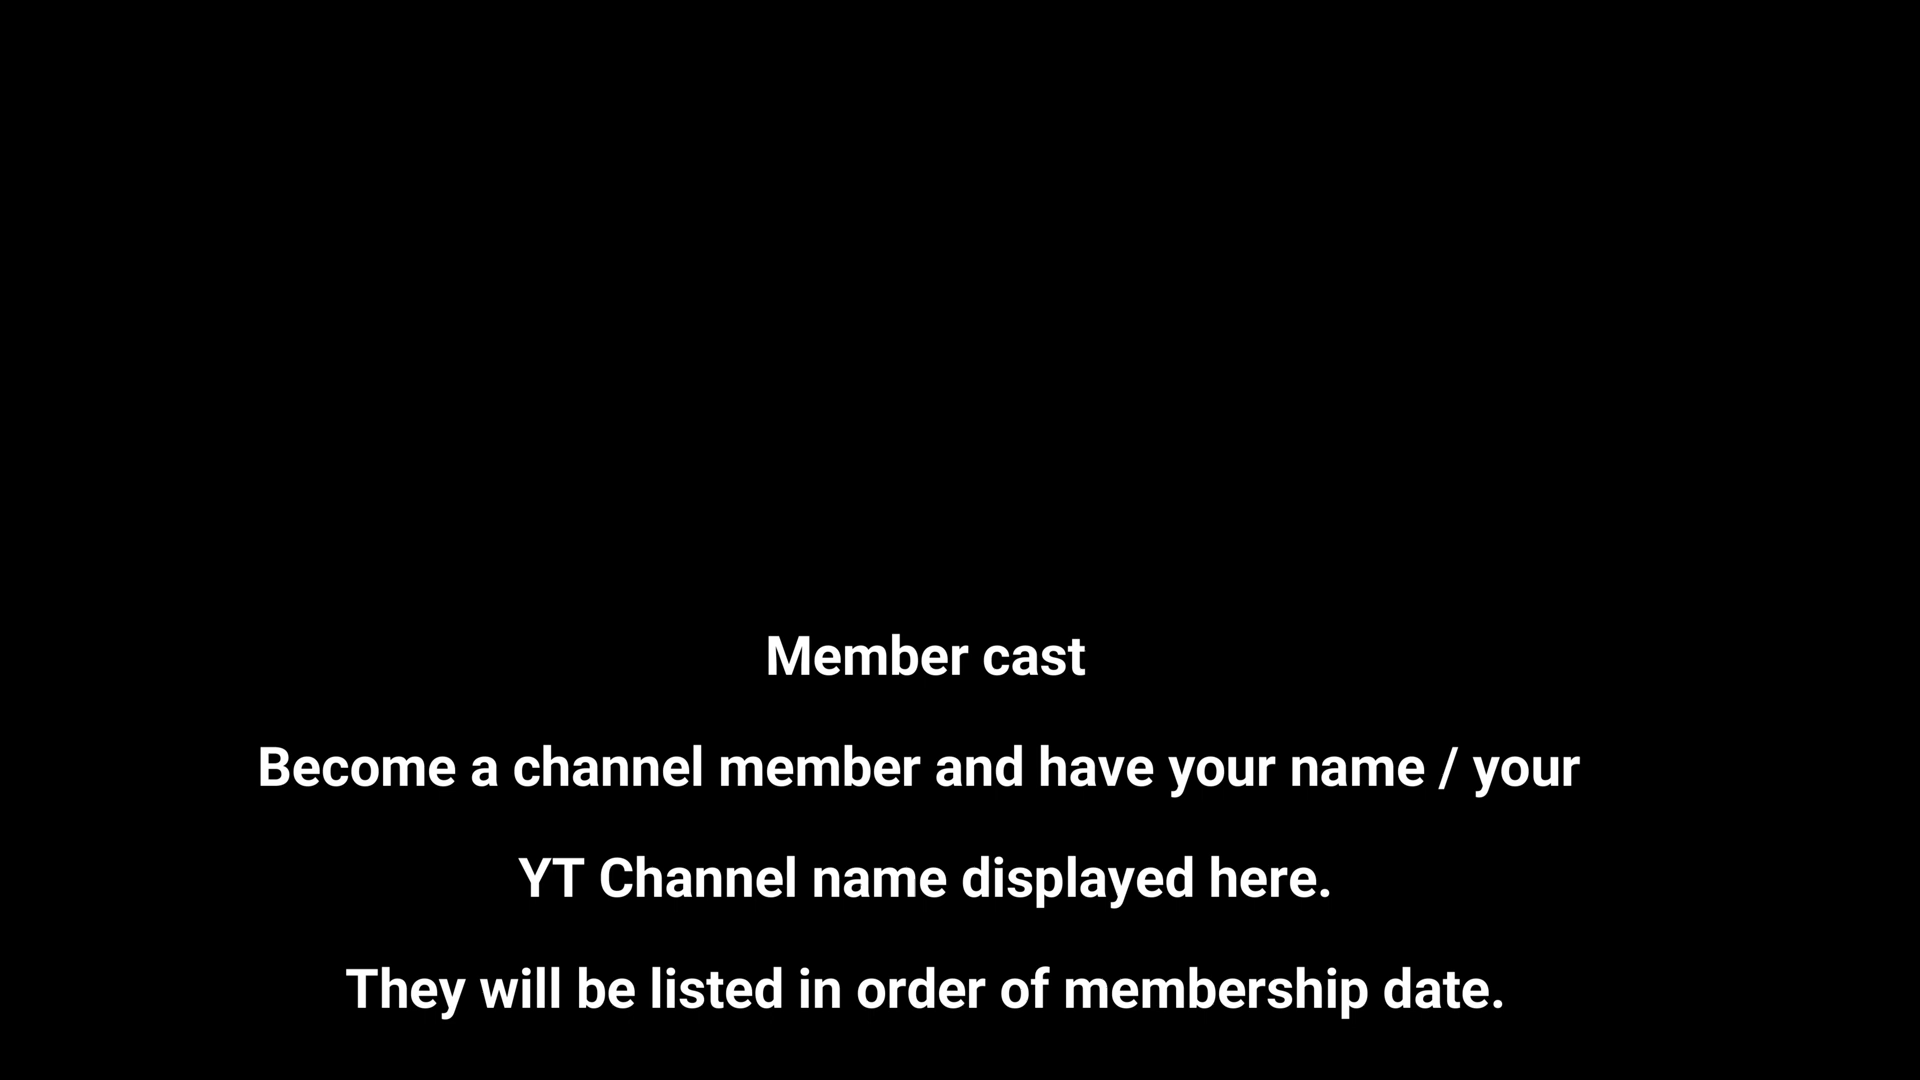 Member cast
Become a channel member and have your name / your
YT Channel name displayed here.
They will be listed in order of membership date.